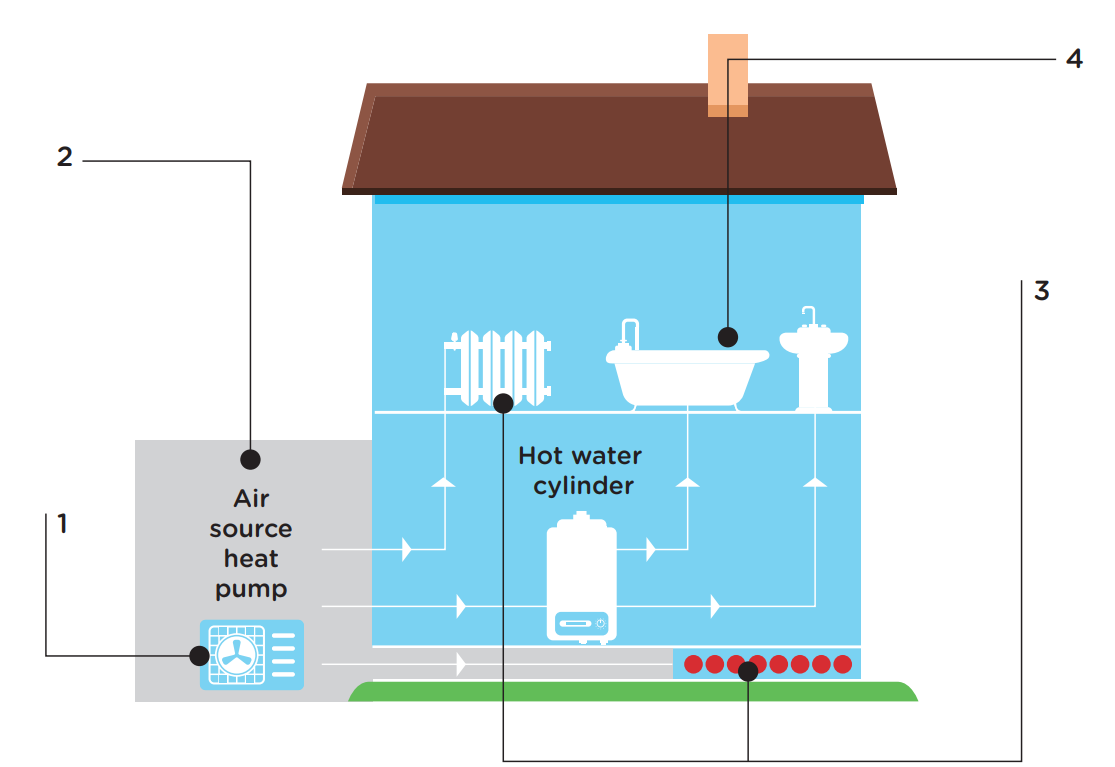 4
2
3
Hot water
cylinder
Air
source
heat
pump
1